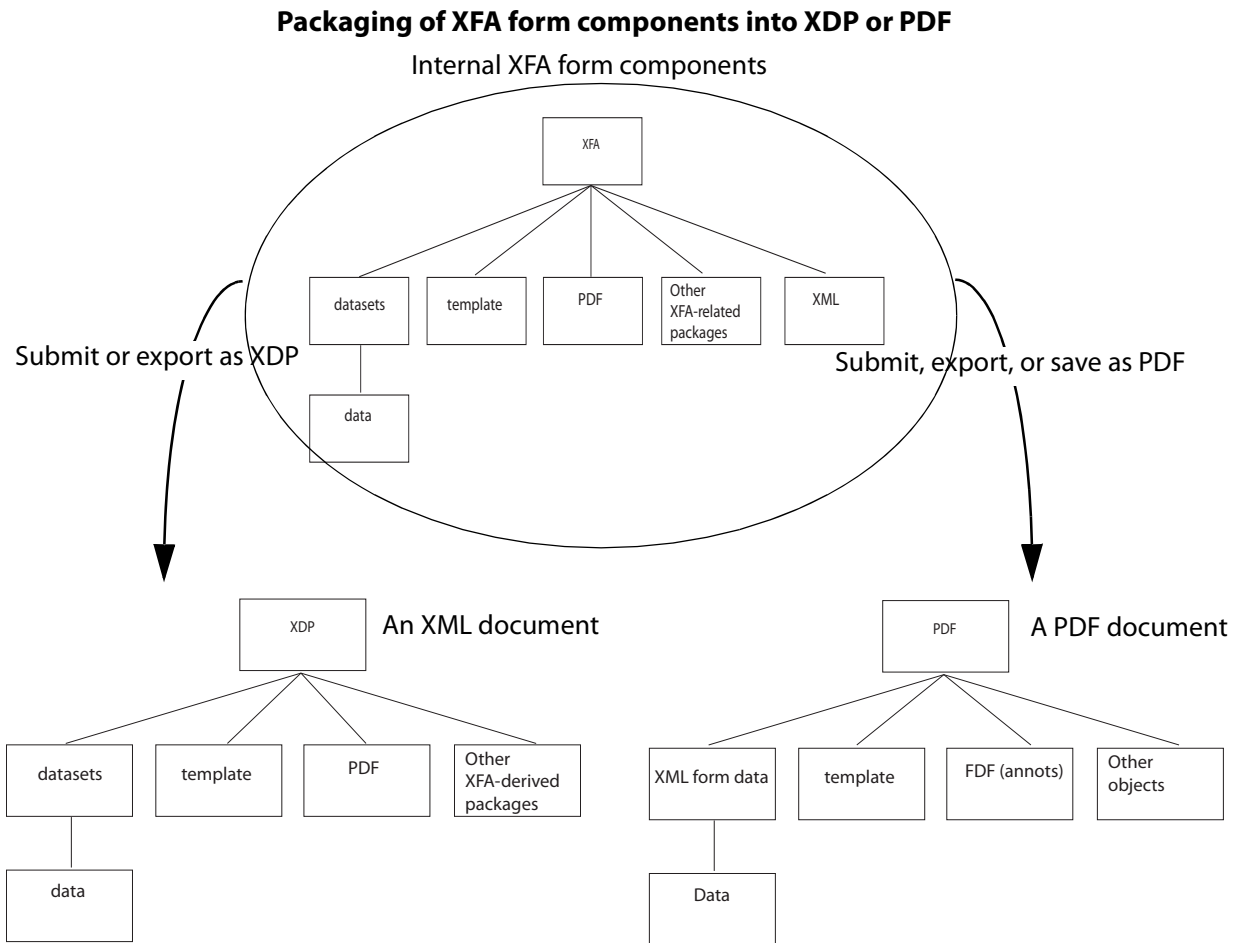 Packaging of XFA form components into XDP or PDF
Internal XFA form components
XFA
datasets
template
PDF
Other
XFA-related
packages
XML
Submit or export as XDP
Submit, export, or save as PDF
data
XDP
An XML document
PDF
A PDF document
datasets
template
PDF
Other
XFA-derived
packages
XML form data
template
FDF (annots)
Other
objects
data
Data